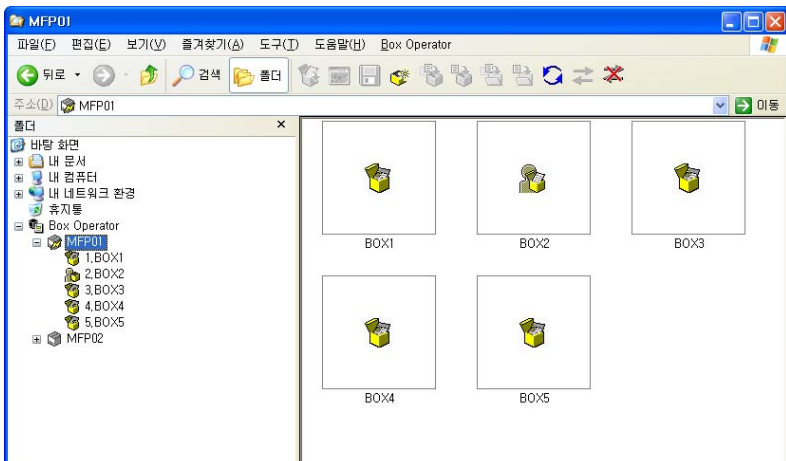 MFP01
파일(F) 편집(E) 보기(V) 즐겨찾기(A) 도구(T) 도움말(H) Box Operator
뒤로 검색 폴더
주소(D) MFP01 이동
폴더
바탕 화면
내 문서
내 컴퓨터
내 네트워크 환경
휴지통
Box Operator
MFP01
1,BOX1
2,BOX2
3,BOX3
4,BOX4
5,BOX5
MFP02
BOX1 BOX2 BOX3
BOX4 BOX5